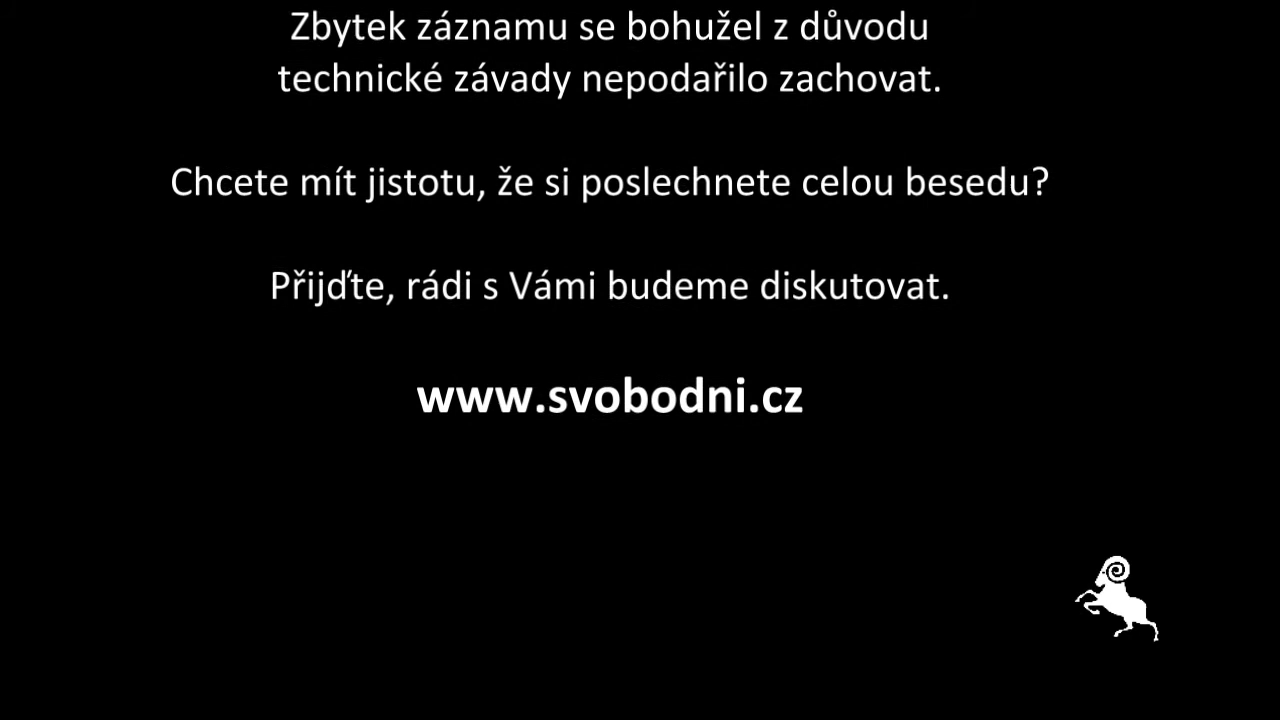 Zbytek záznamu se bohužel z důvodu
technické závady nepodařilo zachovat.
Chcete mít jistotu, že si poslechnete celou besedu?
Přijďte, rádi s Vámi budeme diskutovat.
www.svobodni.cz